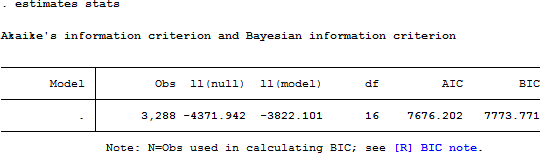 . estimates stats
Akaike's information criterion and Bayesian information criterion
Model Obs ll(null) ll(model) df AIC BIC
. 3,288 -4371.942 -3822.101 16 7676.202 7773.771
Note: N=Obs used in calculating BIC; see [R] BIC note.